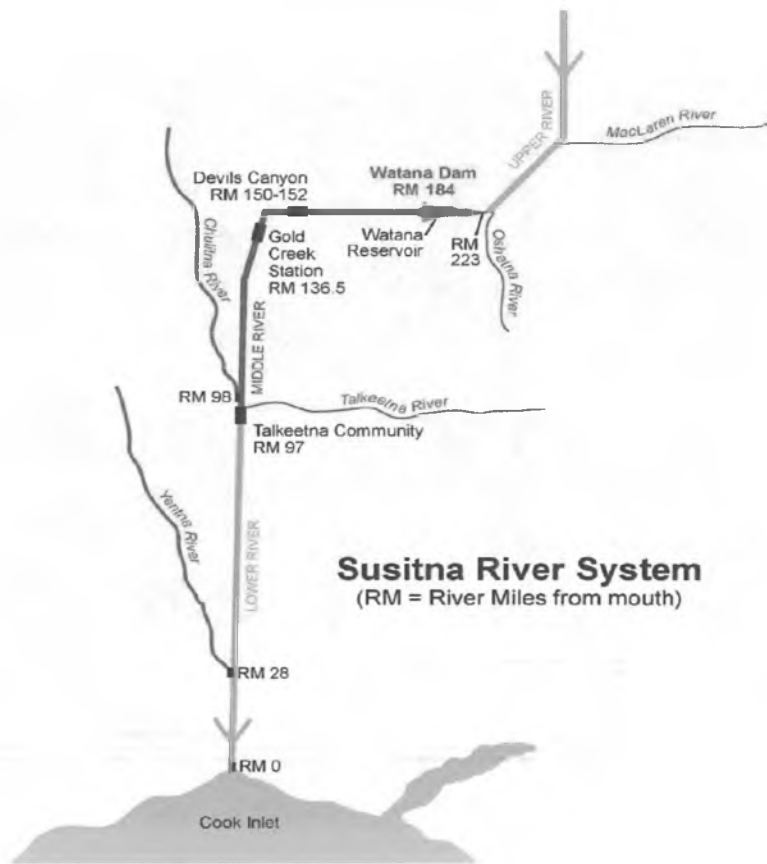 MacLaren River
UPPER RIVER
Devils Canyon
RM 150-152
Watana Dam
RM 184
Chulitna River
Gold
Creek
Station
RM 136.5
Watana
Reservoir
RM
223
Oshetna River
MIDDLE RIVER
RM 98
Talkeetna River
Talkeetna Community
RM 97
Yentna River
LOWER RIVER
Susitna River System
(RM = River Miles from mouth)
RM 28
RM 0
Cook Inlet